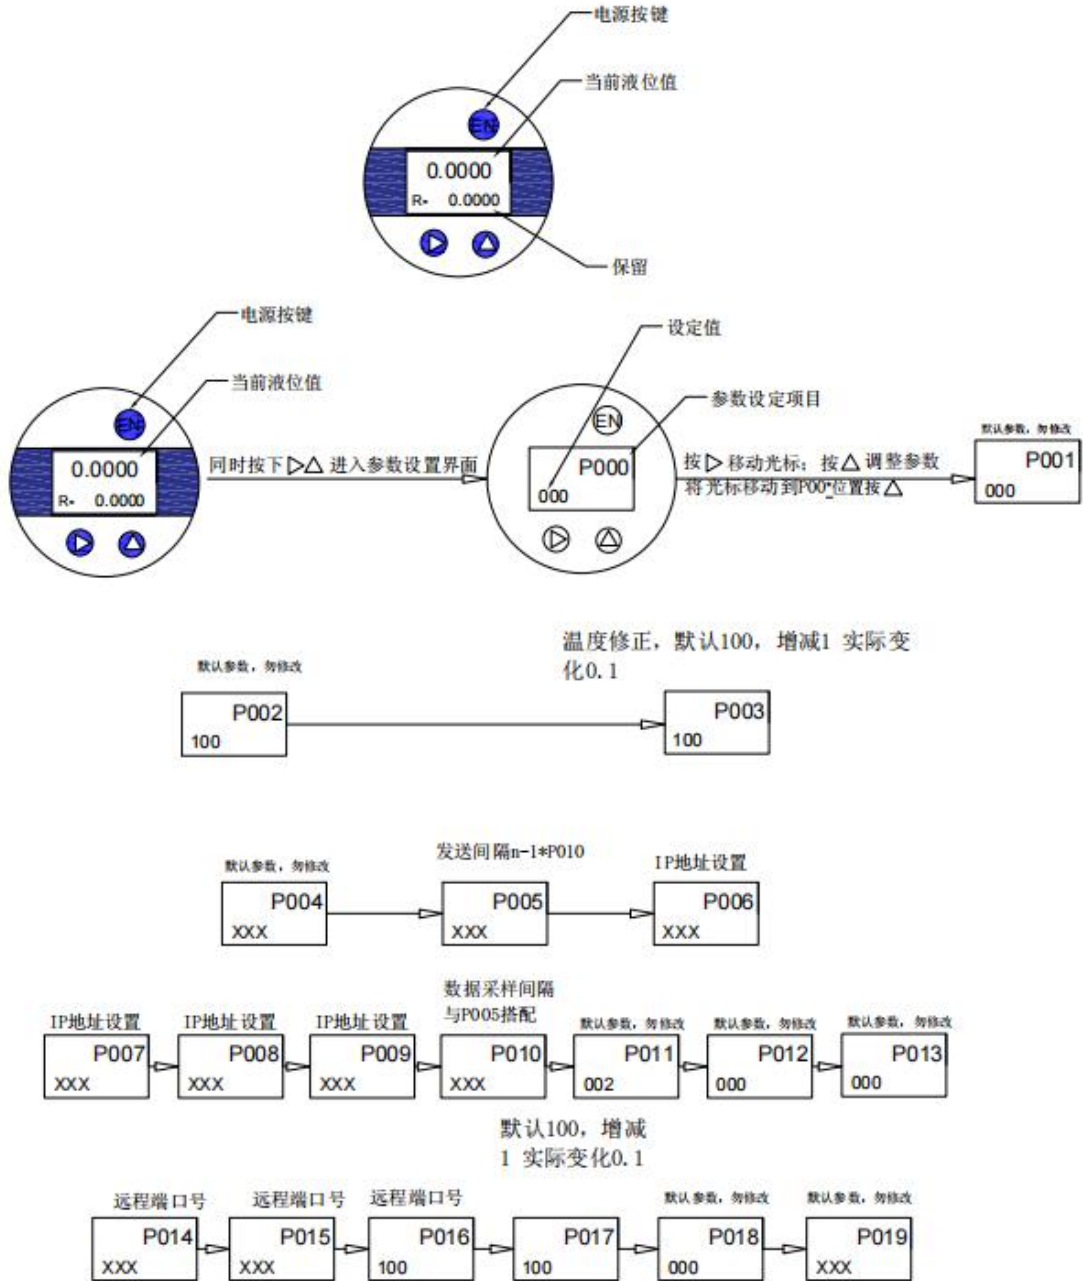 电源按键
当前液位值
EN
0.0000
R- 0.0000
保留
电源按键
当前液位值
EN
0.0000
R- 0.0000
同时按下▷△ 进入参数设置界面
设定值
参数设定项目
EN
P000
000
按▷移动光标；按△调整参数
将光标移动到P00*位置按△
默认参数，勿修改
P001
000
默认参数，勿修改
P002
100
温度修正，默认100，增减1 实际变
化0.1
P003
100
默认参数，勿修改
P004
XXX
发送间隔n-1*P010
P005
XXX
IP地址设置
P006
XXX
IP地址设置
P007
XXX
IP地址设置
P008
XXX
IP地址设置
P009
XXX
数据采样间隔
与P005搭配
P010
XXX
默认参数，勿修改
P011
002
默认参数，勿修改
P012
000
默认参数，勿修改
P013
000
远程端口号
P014
XXX
远程端口号
P015
XXX
远程端口号
P016
100
默认100，增减
1 实际变化0.1
P017
100
默认参数，勿修改
P018
000
默认参数，勿修改
P019
XXX